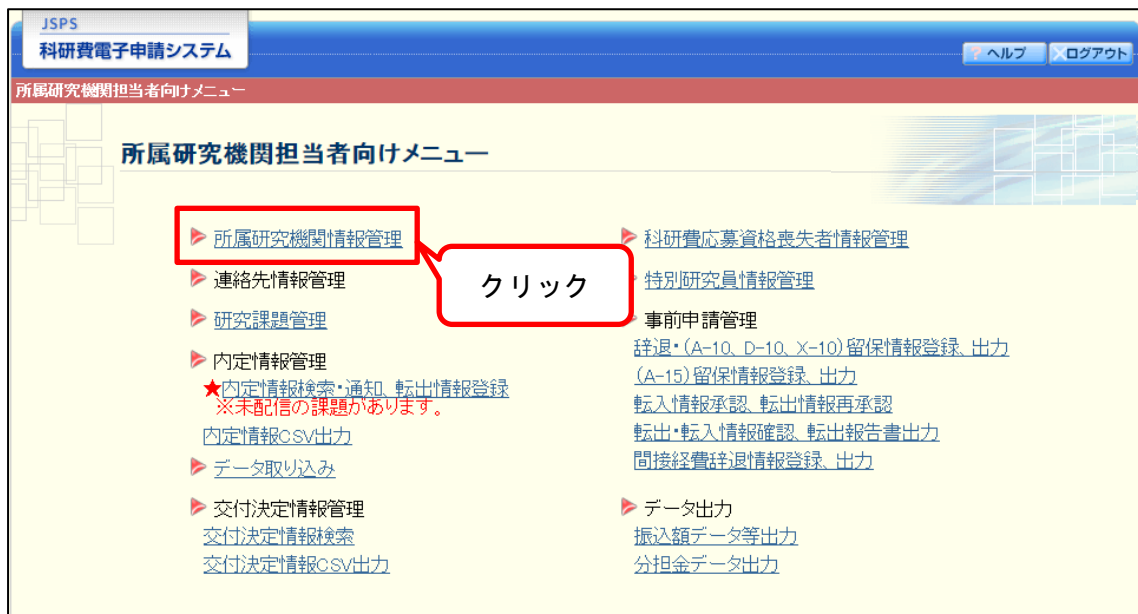 JSPS
科研費電子申請システム
? ヘルプ
×ログアウト
所属研究機関担当者向けメニュー
所属研究機関担当者向けメニュー
所属研究機関情報管理
連絡先情報管理
研究課題管理
内定情報管理
★内定情報検索・通知、転出情報登録
※未配信の課題があります。
内定情報CSV出力
データ取り込み
交付決定情報管理
交付決定情報検索
交付決定情報CSV出力
クリック
科研費応募資格喪失者情報管理
特別研究員情報管理
事前申請管理
辞退・(A-10、D-10、X-10)留保情報登録、出力
(A-15)留保情報登録、出力
転入情報承認、転出情報再承認
転出・転入情報確認、転出報告書出力
間接経費辞退情報登録、出力
データ出力
振込額データ等出力
分担金データ出力